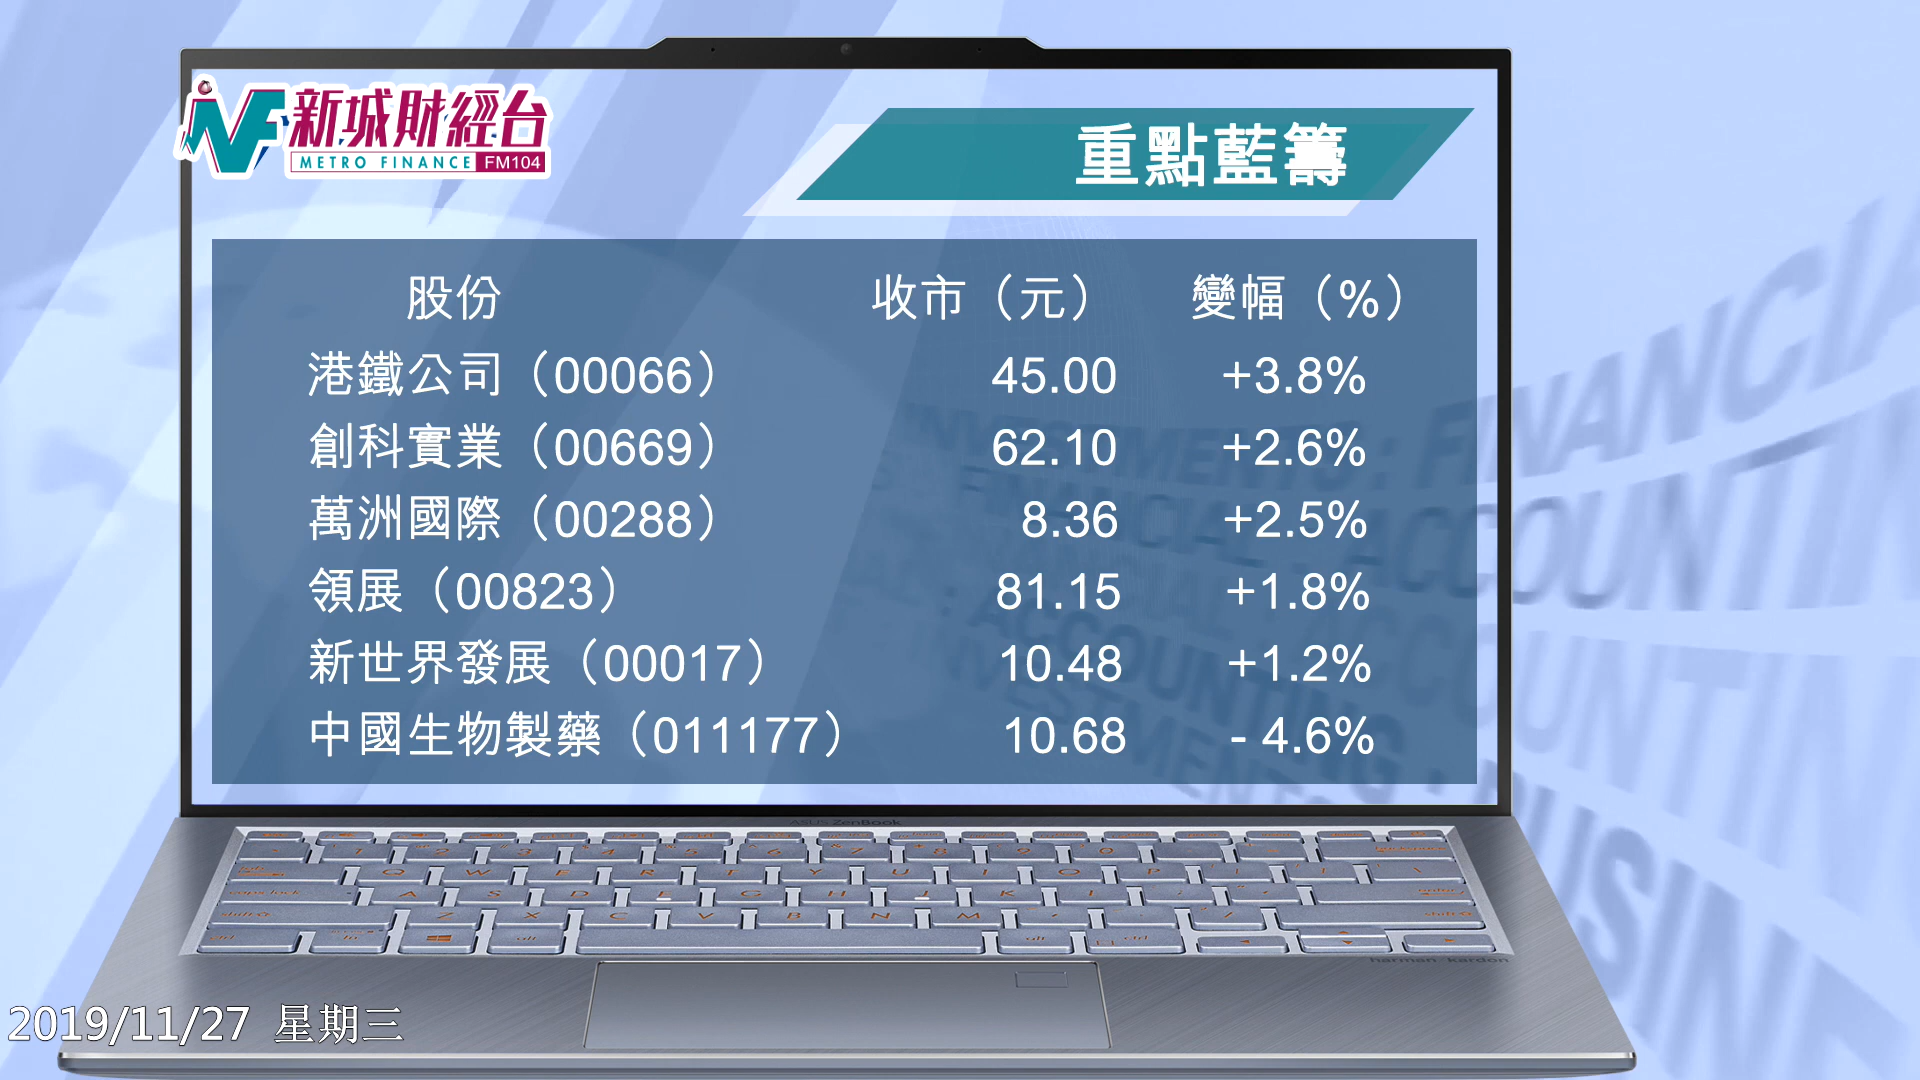 新城財經台
METRO FINANCE FM104
重點藍籌
股份 收市（元） 變幅（%）
港鐵公司（00066） 45.00 +3.8%
創科實業（00669） 62.10 +2.6%
萬洲國際（00288） 8.36 +2.5%
領展（00823） 81.15 +1.8%
新世界發展（00017） 10.48 +1.2%
中國生物製藥（011177） 10.68 - 4.6%
ASUS ZenBook
harman/kardon
2019/11/27 星期三